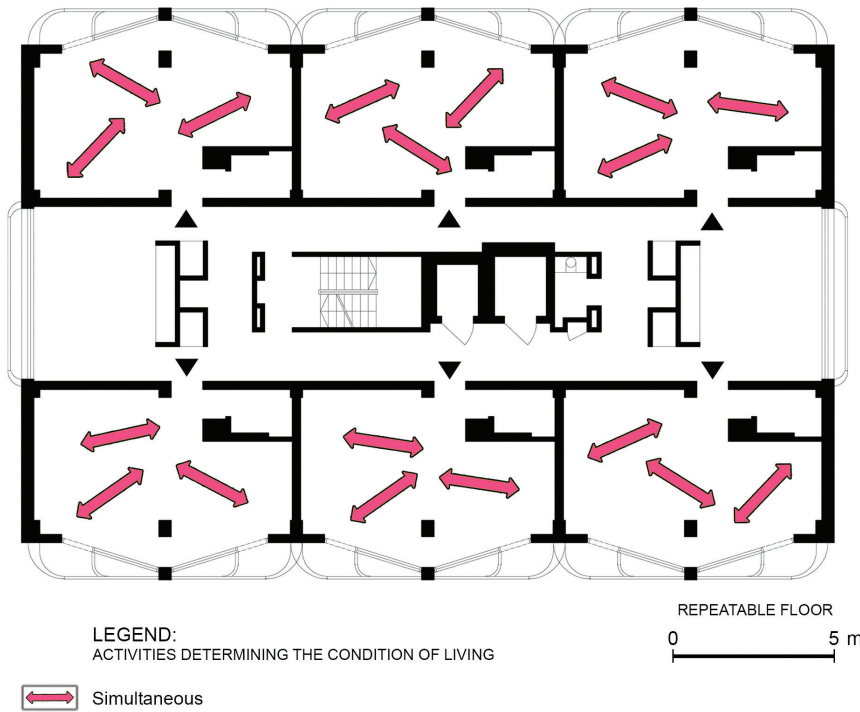 REPEATABLE FLOOR
0 5 m
LEGEND:
ACTIVITIES DETERMINING THE CONDITION OF LIVING
Simultaneous